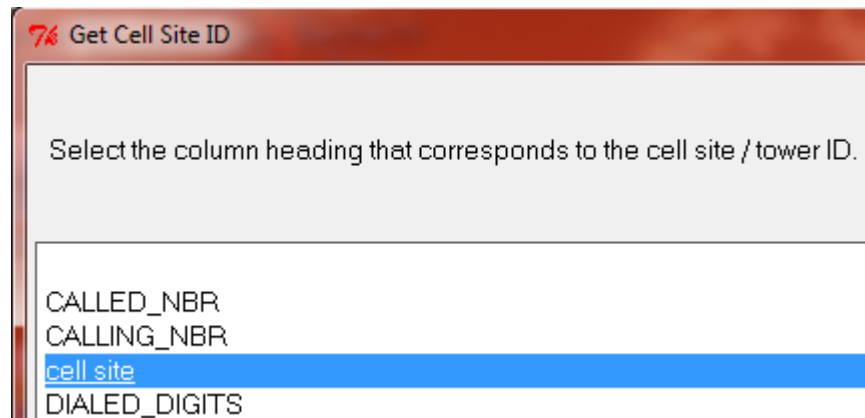 Get Cell Site ID
Select the column heading that corresponds to the cell site / tower ID.
CALLED_NBR
CALLING_NBR
cell site
DIALED_DIGITS